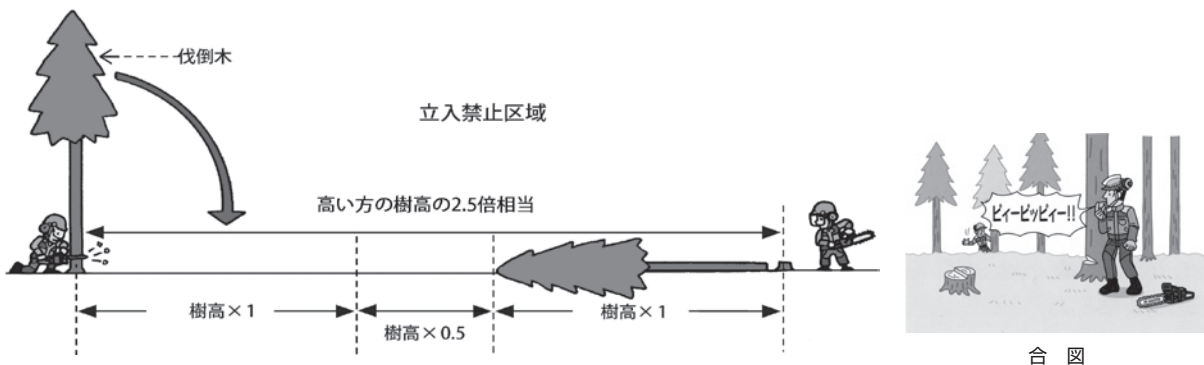 伐倒木
立入禁止区域
高い方の樹高の2.5倍相当
樹高×1
樹高×0.5
樹高×1
ピィーピッピィー!!
合 図